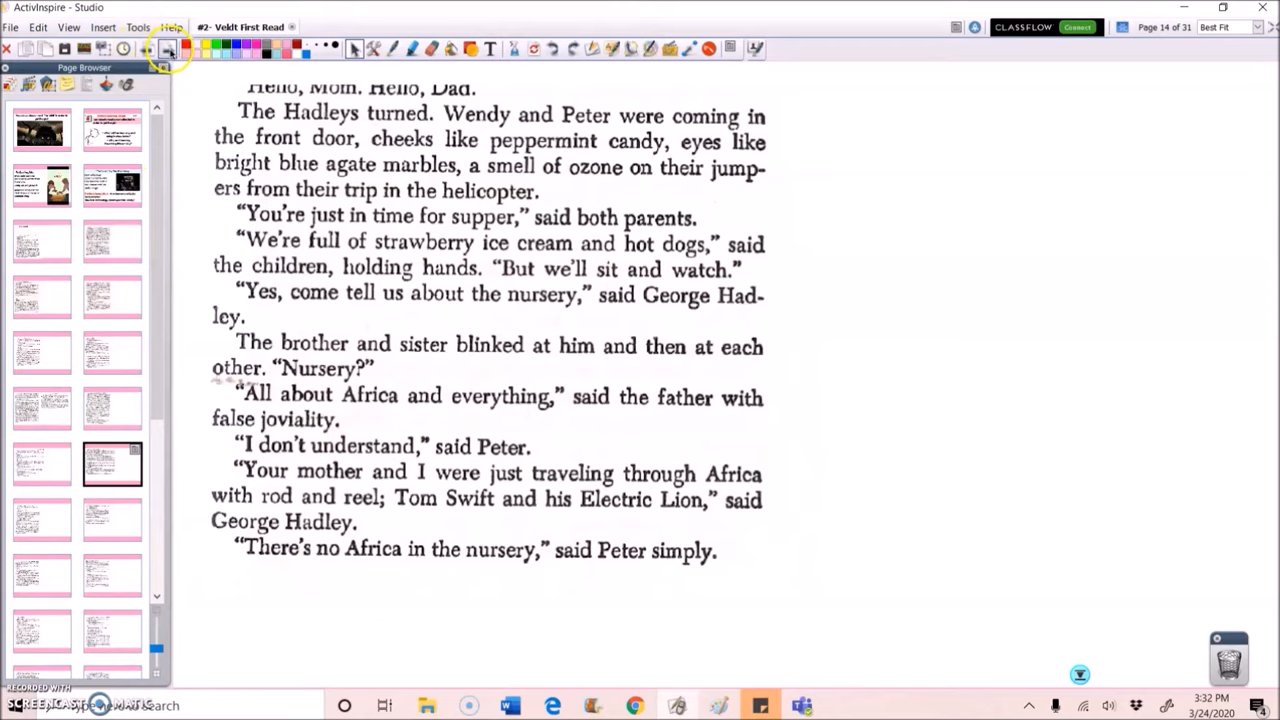 ActivInspire - Studio
File Edit View Insert Tools Help #2- Veldt First Read CLASSFLOW Connect Page 14 of 31 Best Fit
Page Browser
Hello, Mom. Hello, Dad.
The Hadleys turned. Wendy and Peter were coming in
the front door, cheeks like peppermint candy, eyes like
bright blue agate marbles, a smell of ozone on their jump-
ers from their trip in the helicopter.
“You're just in time for supper,” said both parents.
“We're full of strawberry ice cream and hot dogs,” said
the children, holding hands. “But we'll sit and watch.”
“Yes, come tell us about the nursery,” said George Had-
ley.
The brother and sister blinked at him and then at each
other. “Nursery?”
“All about Africa and everything,” said the father with
false joviality.
“I don't understand,” said Peter.
“Your mother and I were just traveling through Africa
with rod and reel; Tom Swift and his Electric Lion,” said
George Hadley.
“There's no Africa in the nursery,” said Peter simply.
RECORDED WITH
SCREENCAST MATIC
here to search
3:32 PM
3/24/2020